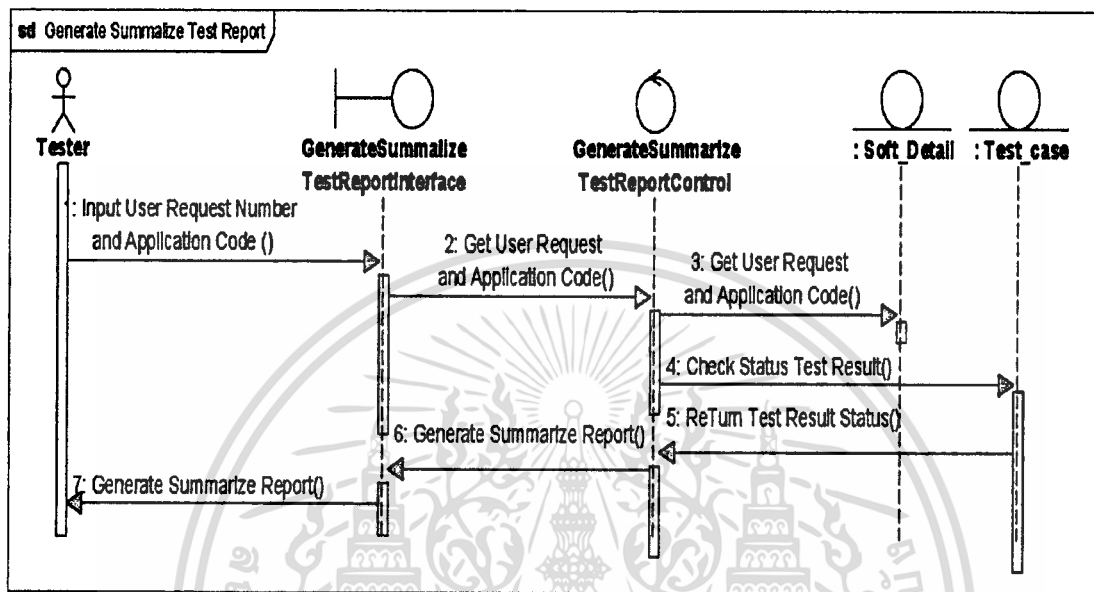 sd Generate Summalize Test Report
Tester
GenerateSummalize
TestReportInterface
GenerateSummarize
TestReportControl
: Soft_Detail
: Test_case
: Input User Request Number
and Application Code ()
2: Get User Request
and Application Code()
3: Get User Request
and Application Code()
4: Check Status Test Result()
5: ReTurn Test Result Status()
6: Generate Summarize Report()
7: Generate Summarize Report()